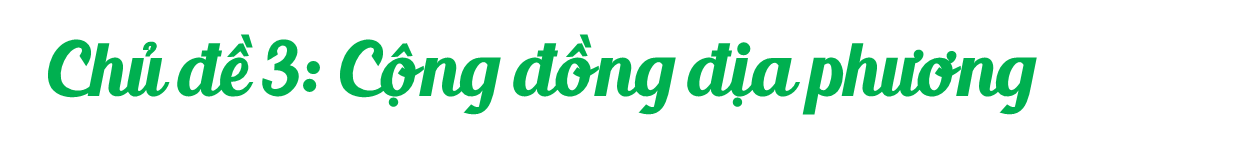 Chủ đề 3: Cộng đồng địa phương